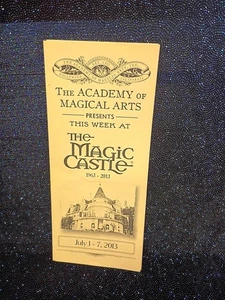 THE ACADEMY OF
MAGICAL ARTS
PRESENTS
THIS WEEK AT
THE
MAGIC
CASTLE
1963 - 2013
July 1 - 7, 2013